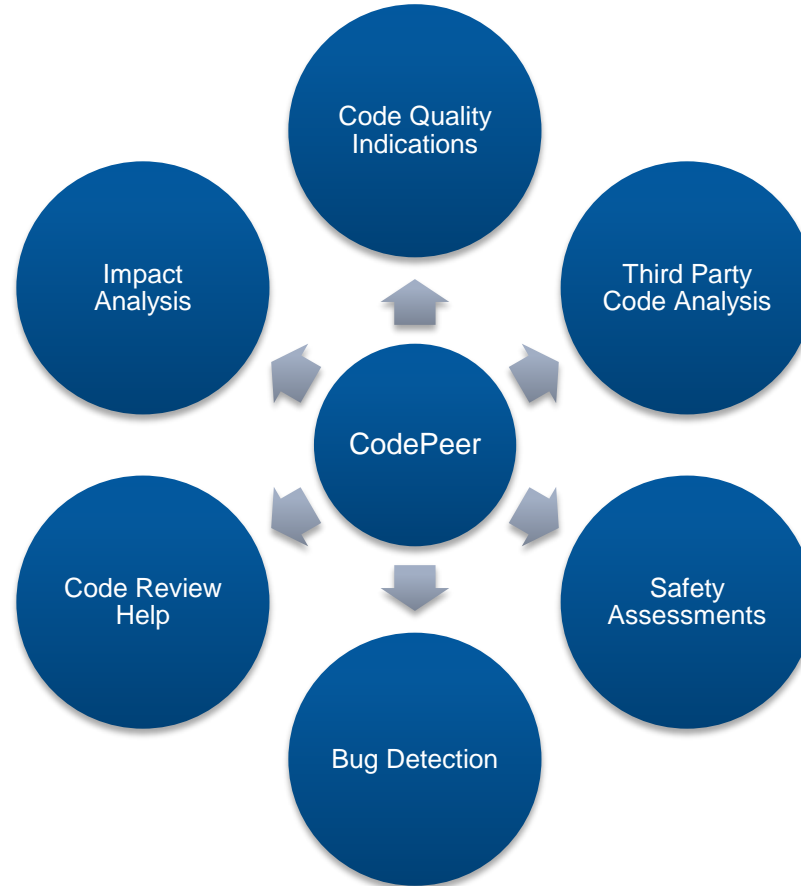 Code Quality
Indications
Impact
Analysis
Third Party
Code Analysis
CodePeer
Code Review
Help
Safety
Assessments
Bug Detection